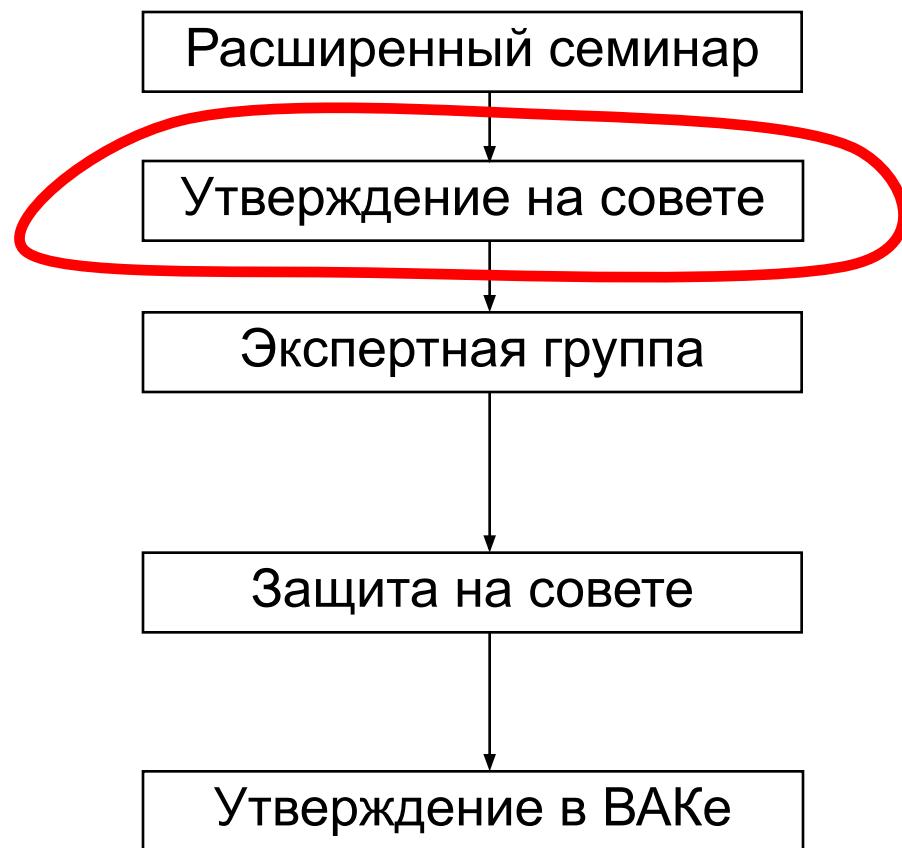 Расширенный семинар
Утверждение на совете
Экспертная группа
Защита на совете
Утверждение в ВАКе